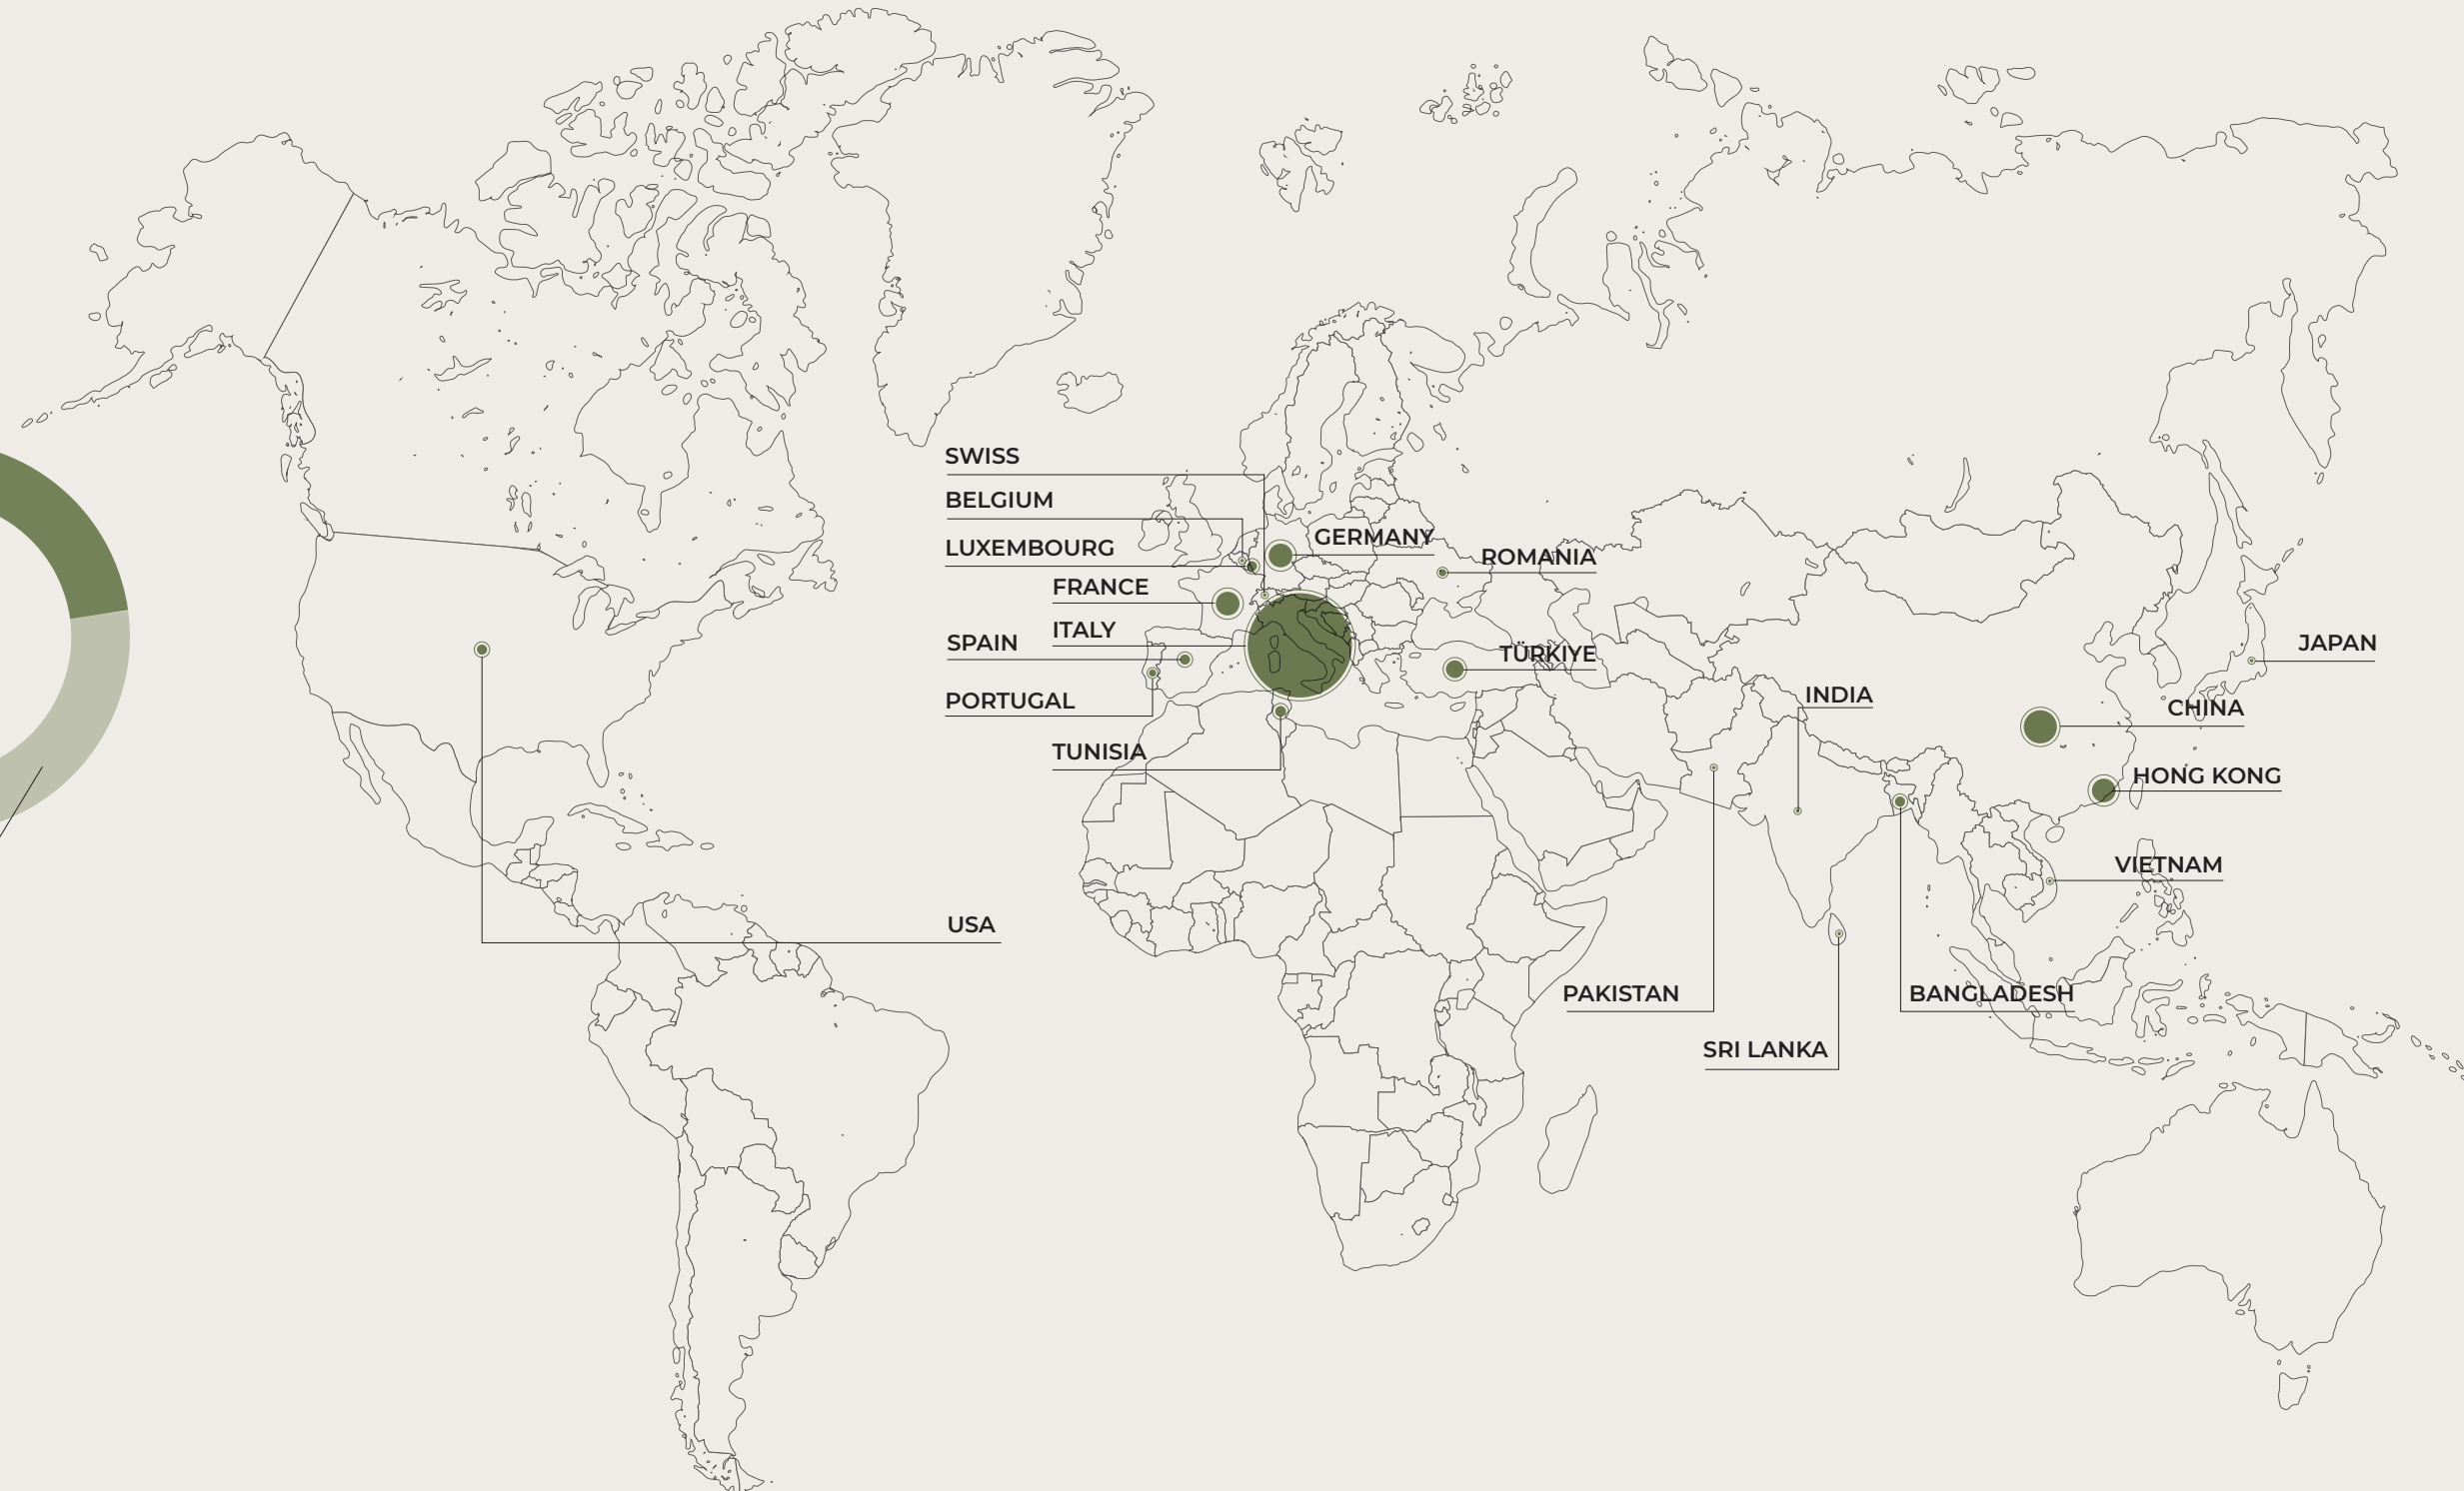 SWISS
BELGIUM
LUXEMBOURG
GERMANY
ROMANIA
FRANCE
ITALY
SPAIN
TÜRKIYE
JAPAN
PORTUGAL
INDIA
CHINA
TUNISIA
HONG KONG
VIETNAM
USA
PAKISTAN
BANGLADESH
SRI LANKA